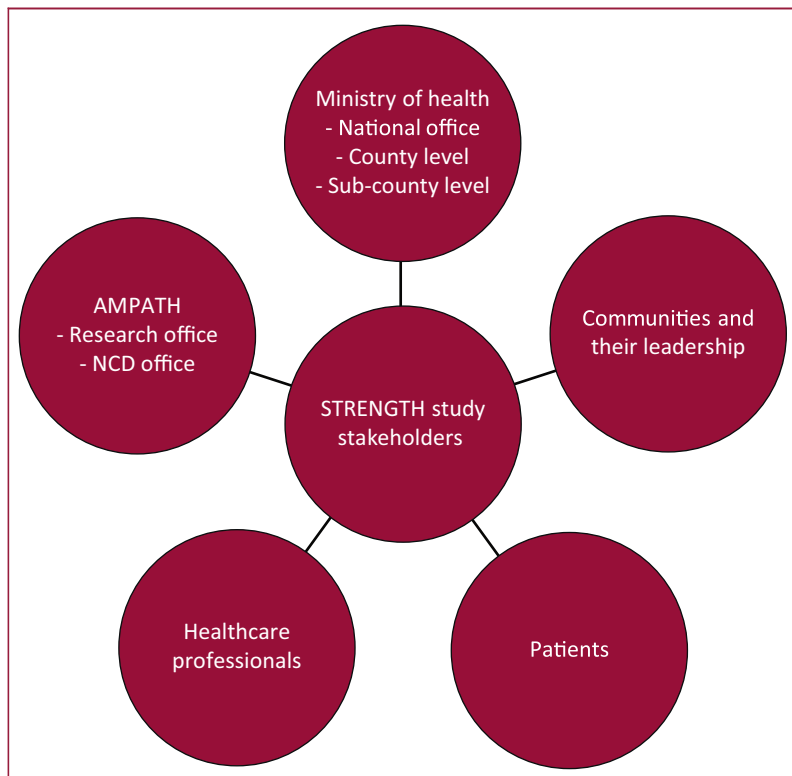 Ministry of health
- National office
- County level
- Sub-county level
AMPATH
- Research office
- NCD office
Communities and
their leadership
STRENGTH study
stakeholders
Healthcare
professionals
Patients